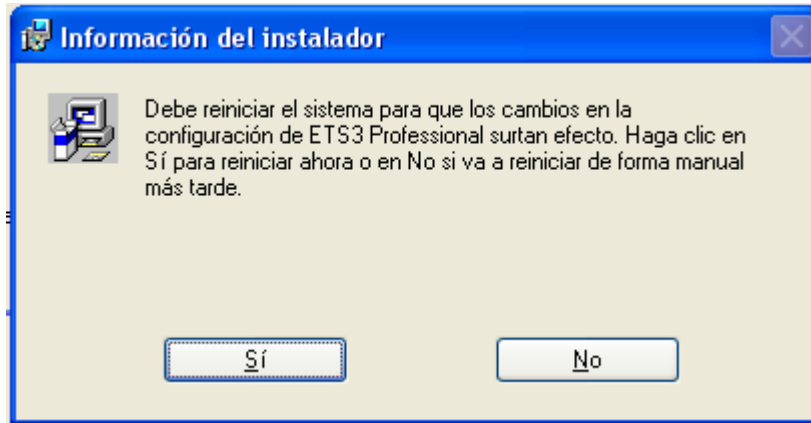 Información del instalador
Debe reiniciar el sistema para que los cambios en la
configuración de ETS3 Professional surtan efecto. Haga clic en
Sí para reiniciar ahora o en No si va a reiniciar de forma manual
más tarde.
Sí
No